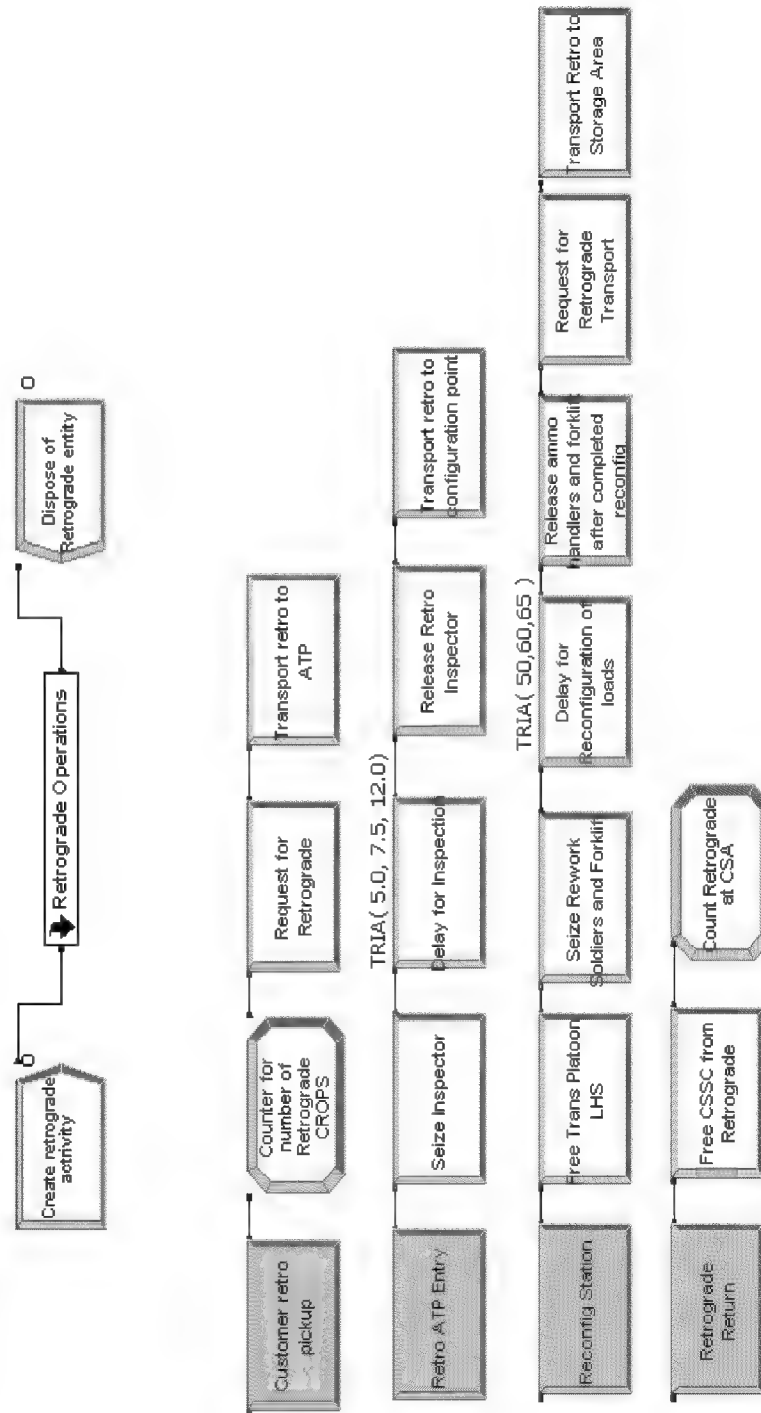 Create retrograde
actrivity
O
Retrograde Operations
Dispose of
Retrograde entity
O
Customer retro
pickup
Counter for
number of
Retrograde
CROPS
Request for
Retrograde
Transport retro to
ATP
Retro ATP Entry
Seize Inspector
TRIA( 5.0, 7.5, 12.0)
Delay for Inspection
Release Retro
Inspector
Transport retro to
configuration point
Reconfig Station
Free Trans Platoon
LHS
Seize Rework
Soldiers and Forklift
TRIA( 50,60,65 )
Delay for
Reconfiguration of
loads
Release ammo
handlers and forklift
after completed
reconfig
Request for
Retrograde
Transport
Transport Retro to
Storage Area
Retrograde
Return
Free CSSC from
Retrograde
Count Retrograde
at CSA